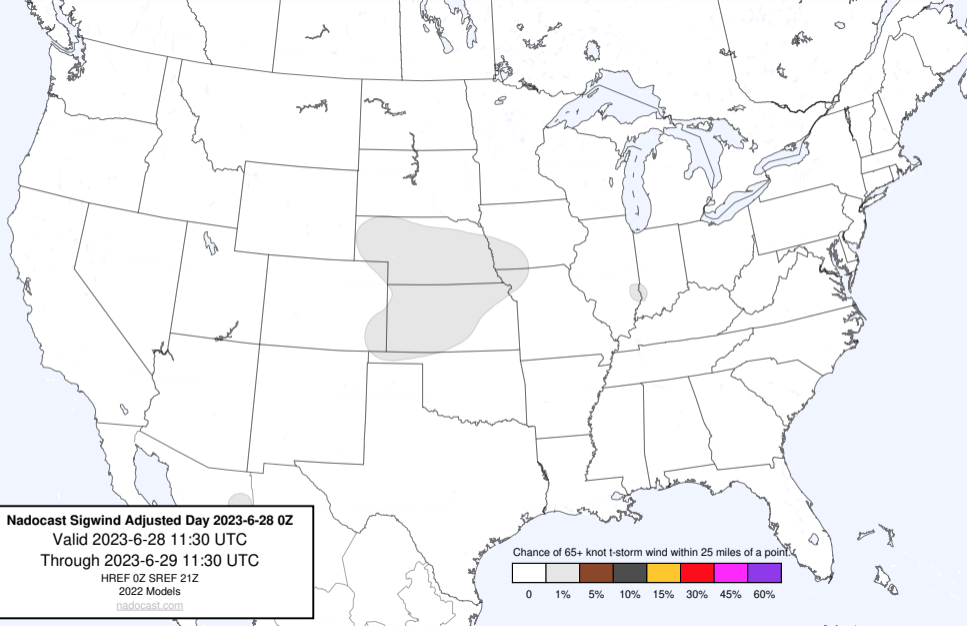 Nadocast Sigwind Adjusted Day 2023-6-28 0Z
Valid 2023-6-28 11:30 UTC
Through 2023-6-29 11:30 UTC
HREF 0Z SREF 21Z
2022 Models
nadocast.com
Chance of 65+ knot t-storm wind within 25 miles of a point.
0 1% 5% 10% 15% 30% 45% 60%